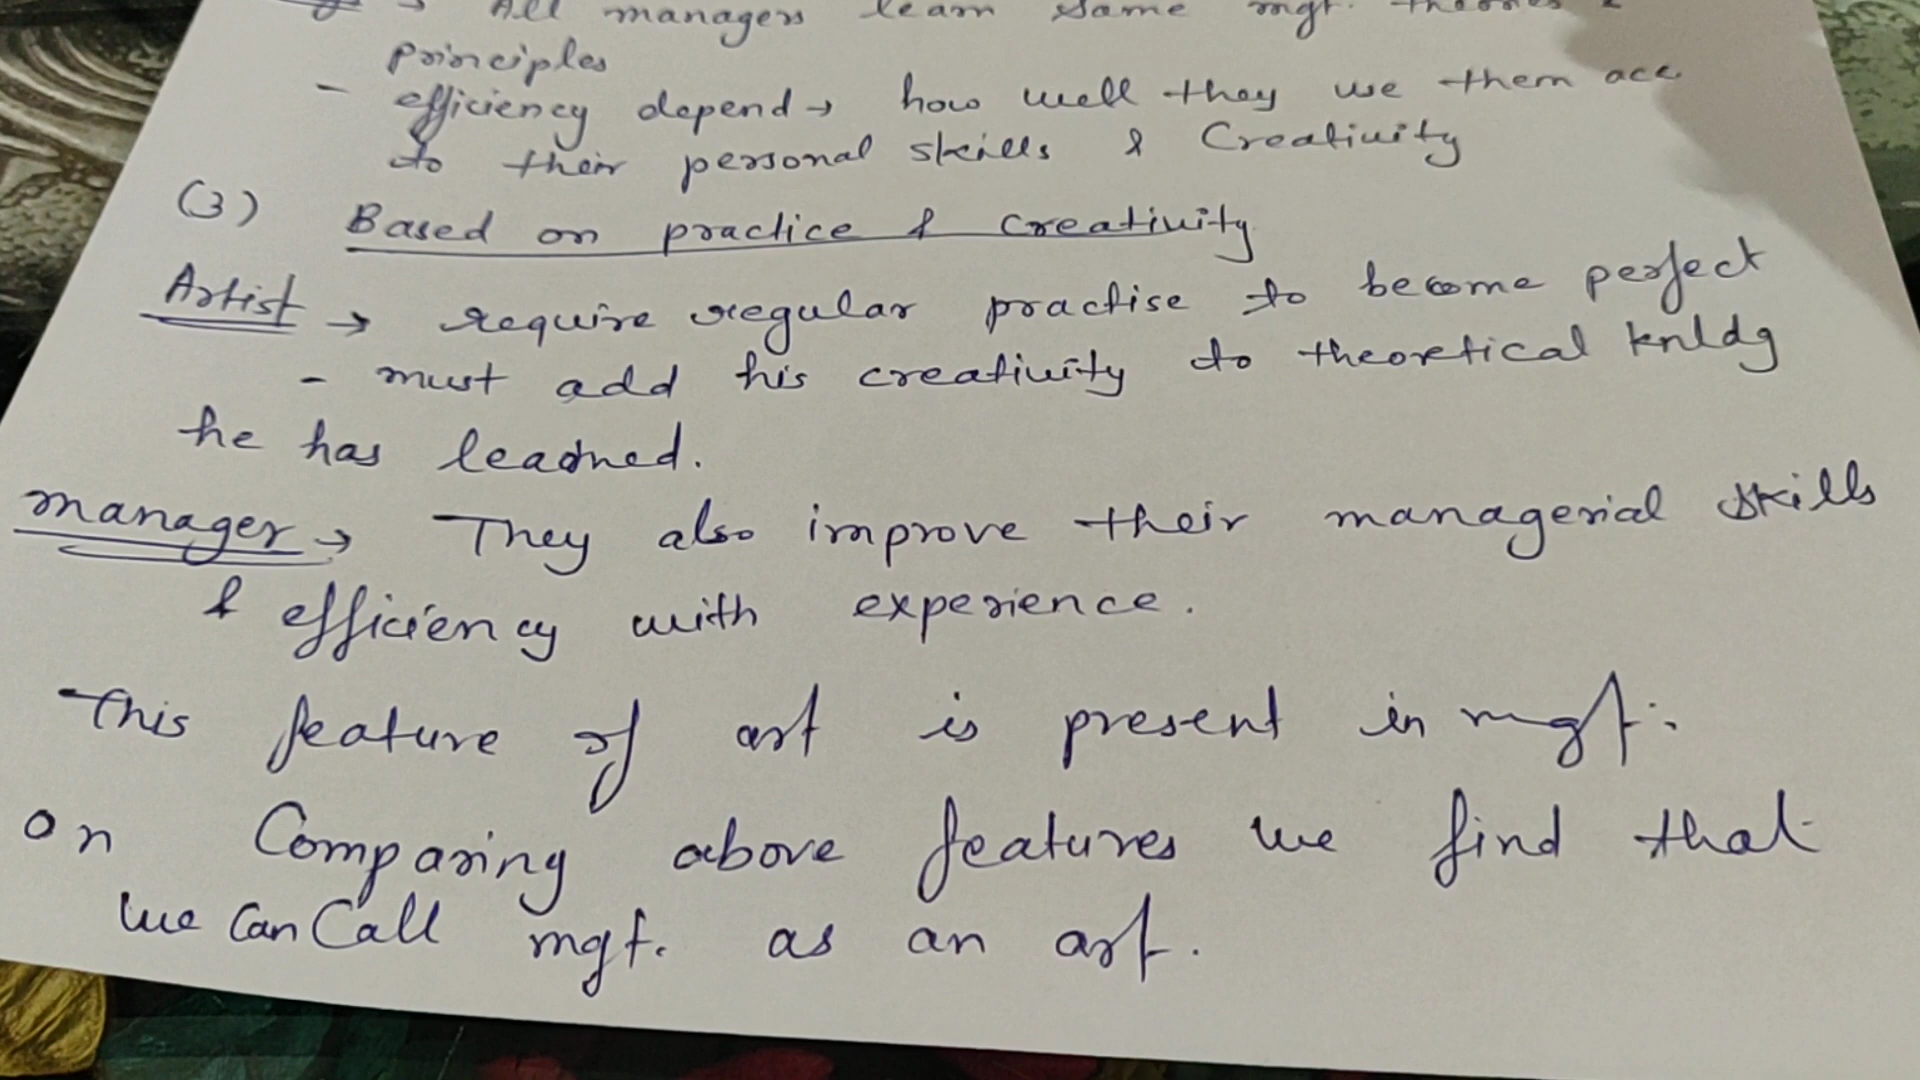 → All managers learn same mgt. theories &
principles
- efficiency depend → how well they use them acc.
to their personal skills & Creativity
(3) Based on practice & creativity
Artist → require regular practise to become perfect
- must add his creativity to theoretical knldg
he has learned.
manager → They also improve their managerial skills
& efficiency with experience.
This feature of art is present in mgt.
On Comparing above features we find that
we Can Call mgt. as an art.